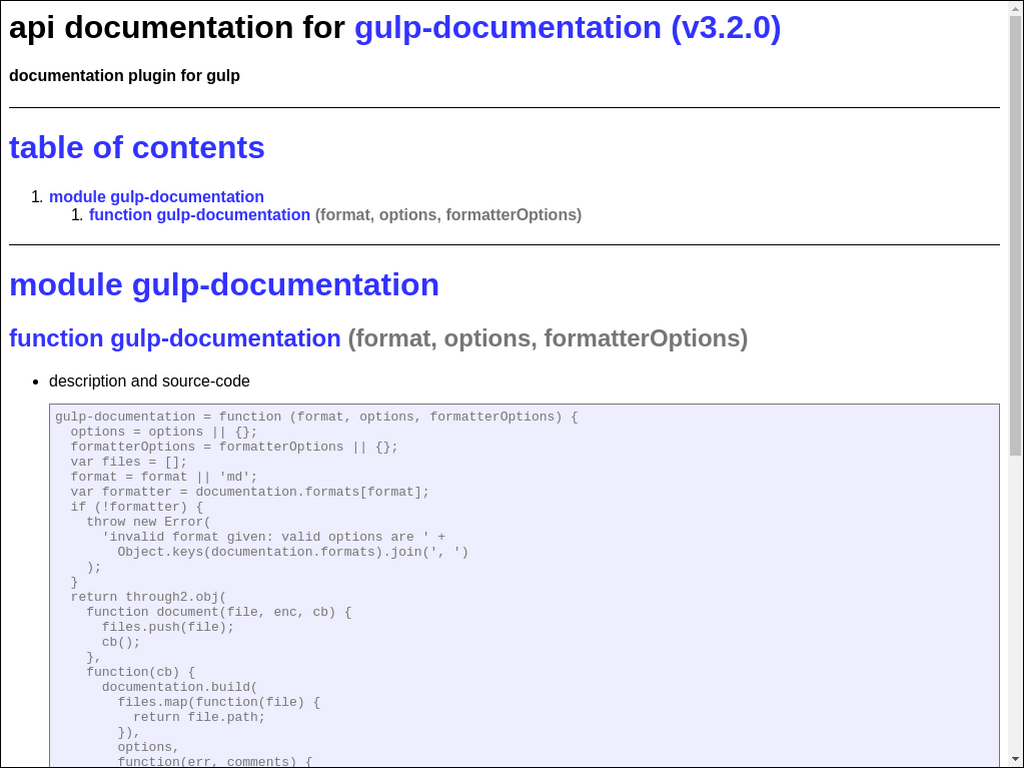 api documentation for gulp-documentation (v3.2.0)
documentation plugin for gulp
table of contents
1. module gulp-documentation
1. function gulp-documentation (format, options, formatterOptions)
module gulp-documentation
function gulp-documentation (format, options, formatterOptions)
• description and source-code
gulp-documentation = function (format, options, formatterOptions) {
  options = options || {};
  formatterOptions = formatterOptions || {};
  var files = [];
  format = format || 'md';
  var formatter = documentation.formats[format];
  if (!formatter) {
    throw new Error(
      'invalid format given: valid options are ' +
        Object.keys(documentation.formats).join(', ')
    );
  }
  return through2.obj(
    function document(file, enc, cb) {
      files.push(file);
      cb();
    },
    function(cb) {
      documentation.build(
        files.map(function(file) {
          return file.path;
        }),
        options,
        function(err, comments) {